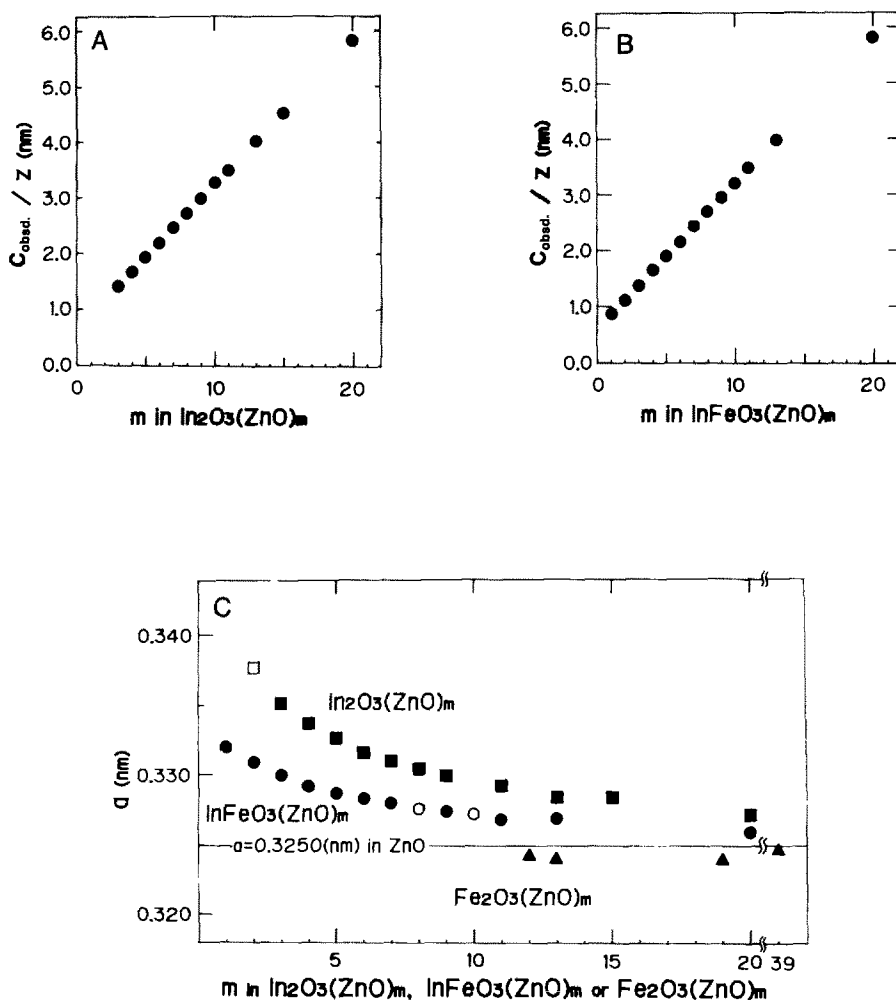 A
6.0
5.0
4.0
3.0
2.0
1.0
0.0
Cobsd. / Z (nm)
0 10 20
m in In2O3(ZnO)m
B
6.0
5.0
4.0
3.0
2.0
1.0
0.0
Cobsd. / Z (nm)
0 10 20
m in InFeO3(ZnO)m
C
0.340
0.330
0.320
a (nm)
In2O3(ZnO)m
InFeO3(ZnO)m
a=0.3250(nm) in ZnO
Fe2O3(ZnO)m
5 10 15 20 39
m in In2O3(ZnO)m, InFeO3(ZnO)m or Fe2O3(ZnO)m